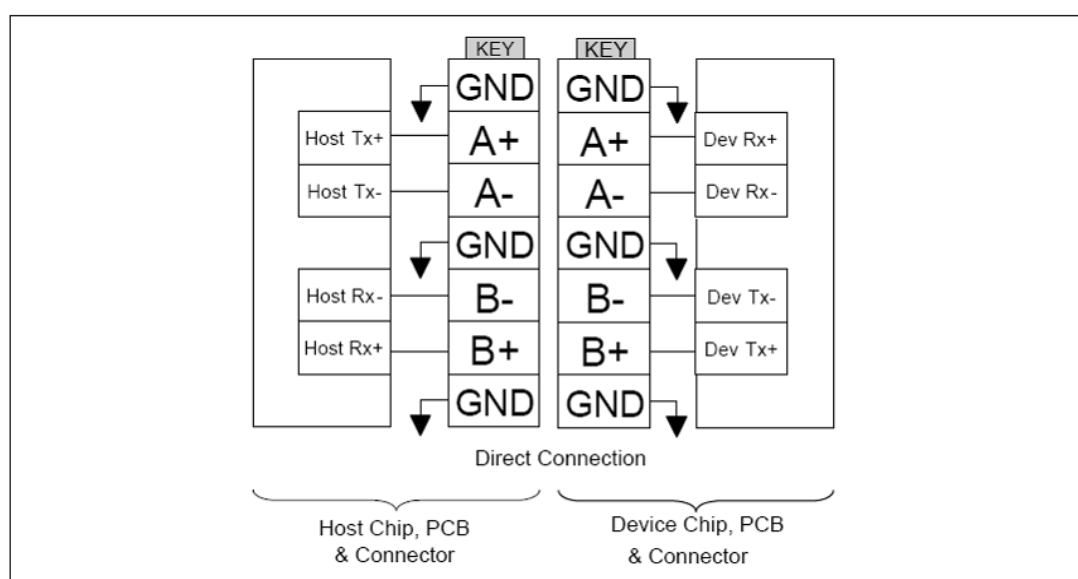 KEY KEY
GND GND
Host Tx+ A+ A+ Dev Rx+
Host Tx- A- A- Dev Rx-
GND GND
Host Rx- B- B- Dev Tx-
Host Rx+ B+ B+ Dev Tx+
GND GND
Direct Connection
Host Chip, PCB
& Connector
Device Chip, PCB
& Connector